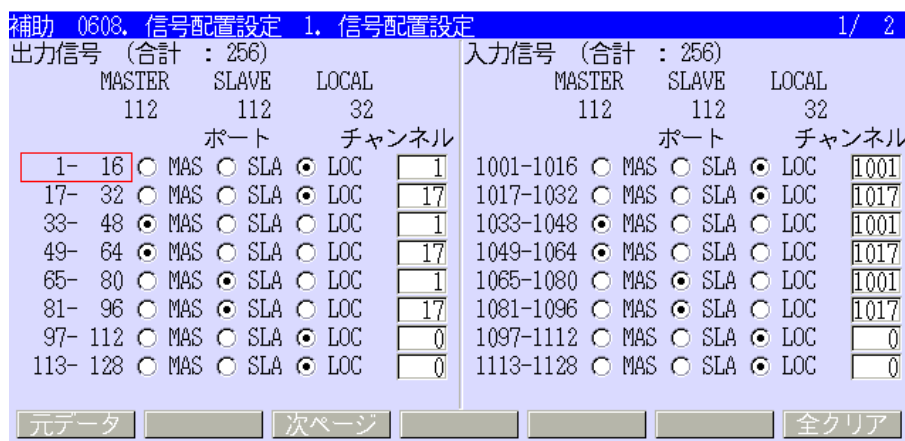 補助 0608. 信号配置設定 1. 信号配置設定 1/ 2
出力信号 (合計 : 256)
MASTER SLAVE LOCAL
112 112 32
ポート チャンネル
1- 16 MAS SLA LOC 1
17- 32 MAS SLA LOC 17
33- 48 MAS SLA LOC 1
49- 64 MAS SLA LOC 17
65- 80 MAS SLA LOC 1
81- 96 MAS SLA LOC 17
97- 112 MAS SLA LOC 0
113- 128 MAS SLA LOC 0
入力信号 (合計 : 256)
MASTER SLAVE LOCAL
112 112 32
ポート チャンネル
1001-1016 MAS SLA LOC 1001
1017-1032 MAS SLA LOC 1017
1033-1048 MAS SLA LOC 1001
1049-1064 MAS SLA LOC 1017
1065-1080 MAS SLA LOC 1001
1081-1096 MAS SLA LOC 1017
1097-1112 MAS SLA LOC 0
1113-1128 MAS SLA LOC 0
元データ 次ページ 全クリア